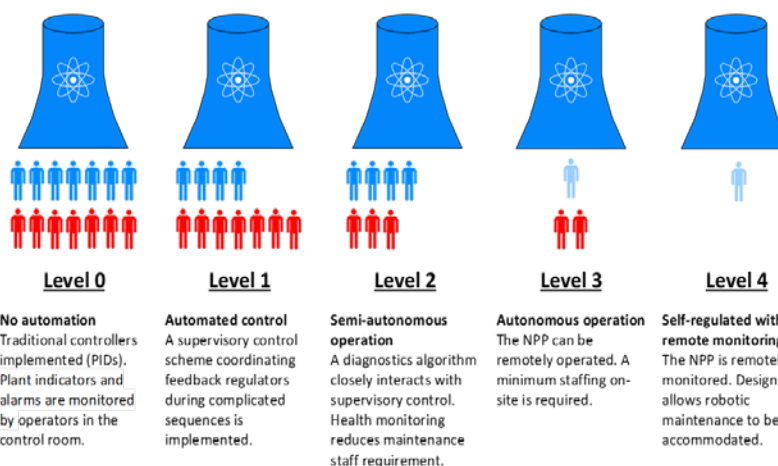 Level 0
No automation
Traditional controllers
implemented (PIDs).
Plant indicators and
alarms are monitored
by operators in the
control room.
Level 1
Automated control
A supervisory control
scheme coordinating
feedback regulators
during complicated
sequences is
implemented.
Level 2
Semi-autonomous
operation
A diagnostics algorithm
closely interacts with
supervisory control.
Health monitoring
reduces maintenance
staff requirement.
Level 3
Autonomous operation
The NPP can be
remotely operated. A
minimum staffing on-
site is required.
Level 4
Self-regulated with
remote monitoring
The NPP is remotel
monitored. Design
allows robotic
maintenance to be
accommodated.